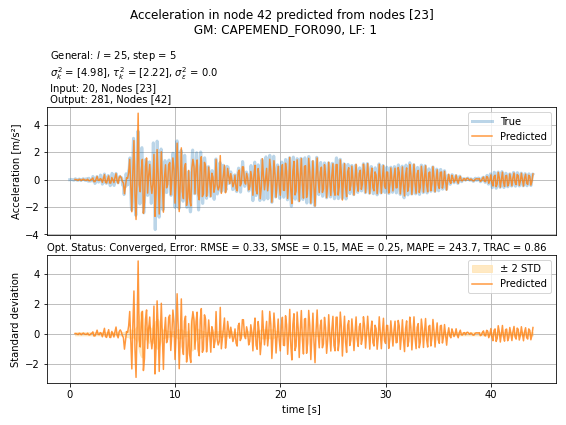 Acceleration in node 42 predicted from nodes [23]
GM: CAPEMEND_FOR090, LF: 1
General: l = 25, step = 5
σ²ₖ = [4.98], τ²ₖ = [2.22], σ²ε = 0.0
Input: 20, Nodes [23]
Output: 281, Nodes [42]
Acceleration [m/s²]
4
2
0
−2
−4
True
Predicted
Opt. Status: Converged, Error: RMSE = 0.33, SMSE = 0.15, MAE = 0.25, MAPE = 243.7, TRAC = 0.86
Standard deviation
4
2
0
−2
± 2 STD
Predicted
0 10 20 30 40
time [s]